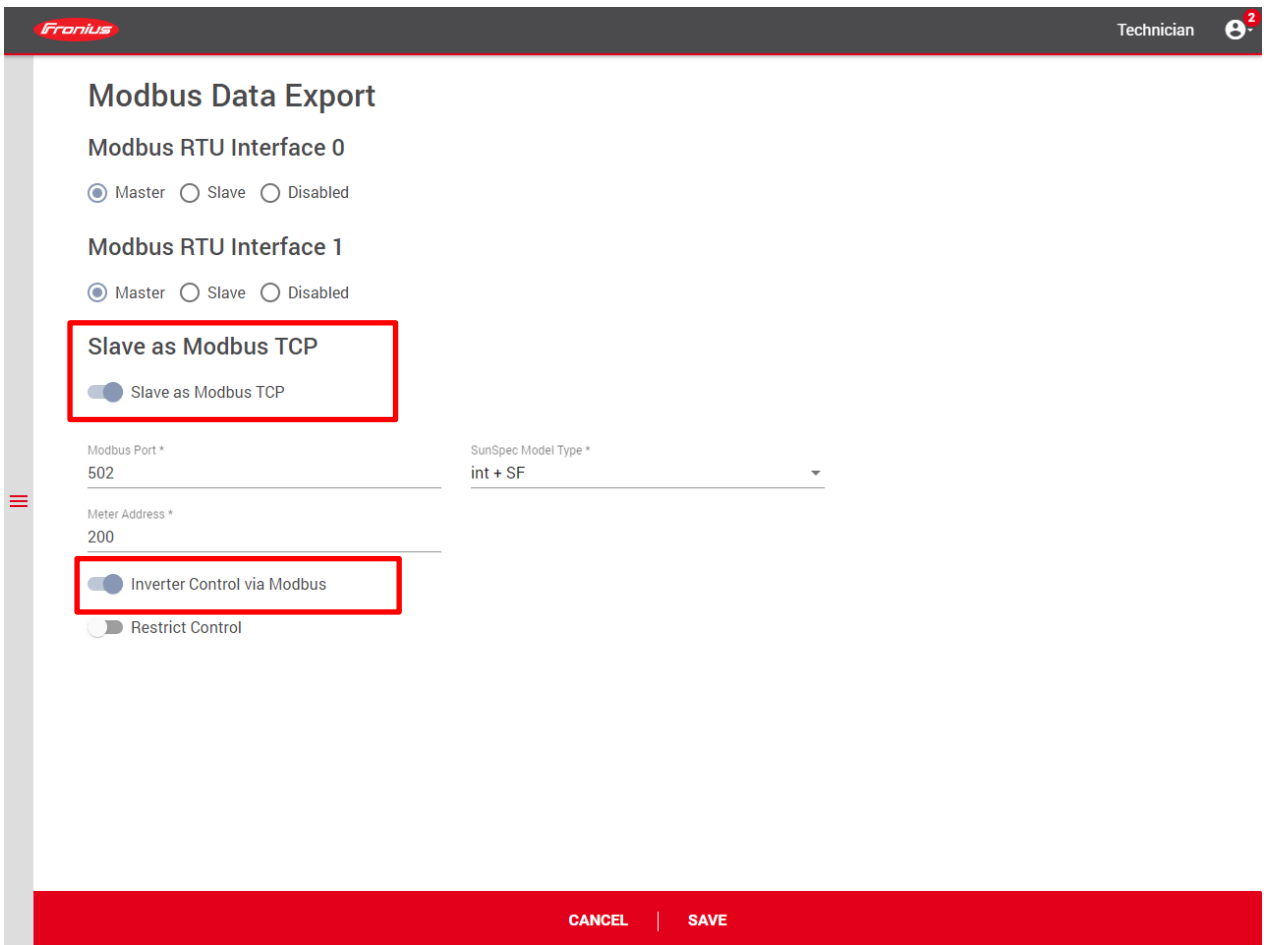 Fronius
Technician
2
Modbus Data Export
Modbus RTU Interface 0
Master Slave Disabled
Modbus RTU Interface 1
Master Slave Disabled
Slave as Modbus TCP
Slave as Modbus TCP
Modbus Port * SunSpec Model Type *
502 int + SF
Meter Address *
200
Inverter Control via Modbus
Restrict Control
CANCEL SAVE